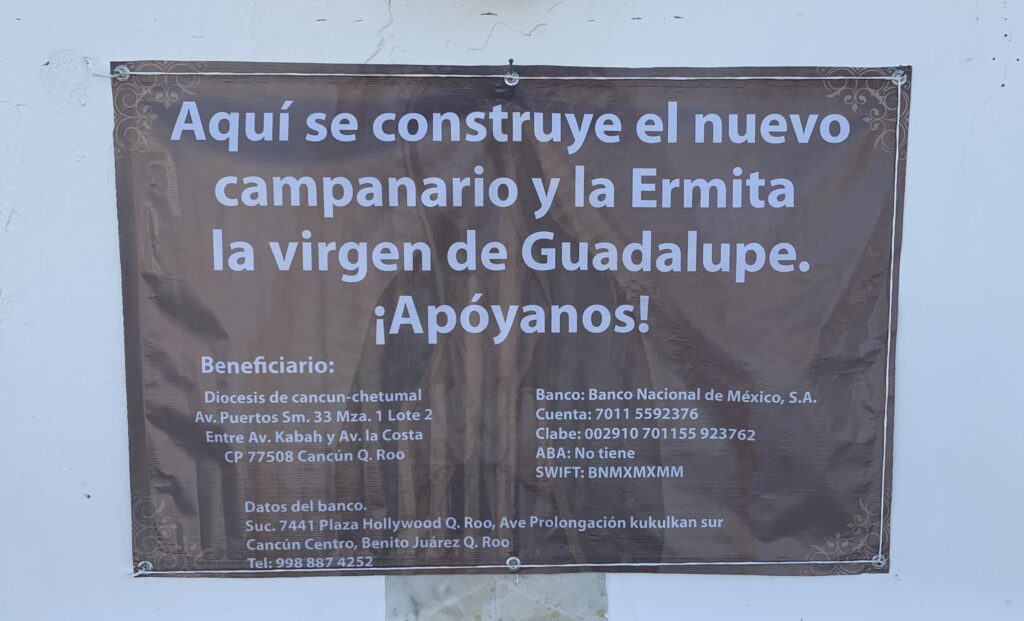 Aquí se construye el nuevo
campanario y la Ermita
la virgen de Guadalupe.
¡Apóyanos!
Beneficiario:
Diocesis de cancun-chetumal
Av. Puertos Sm. 33 Mza. 1 Lote 2
Entre Av. Kabah y Av. la Costa
CP 77508 Cancún Q. Roo
Banco: Banco Nacional de México, S.A.
Cuenta: 7011 5592376
Clabe: 002910 701155 923762
ABA: No tiene
SWIFT: BNMXMXMM
Datos del banco.
Suc. 7441 Plaza Hollywood Q. Roo, Ave Prolongación kukulkan sur
Cancún Centro, Benito Juárez Q. Roo
Tel: 998 887 4252